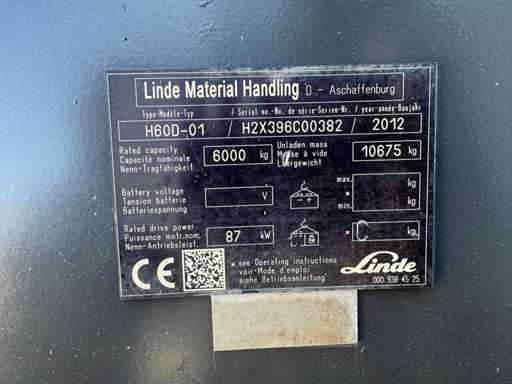 Linde Material Handling D - Aschaffenburg
Type-Modèle-Typ / Serial no.-No. de série-Serien-Nr. / year-année-Baujahr
H60D-01 / H2X396C00382 / 2012
Rated capacity
Capacité nominale
Nenn-Tragfähigkeit
6000 kg
Unladen mass
Masse à vide
Leergewicht
10675 kg
Battery voltage
Tension batterie
Batteriespannung
V
- +
max.
* kg
min.
* kg
Rated drive power
Puissance motr.nom.
Nenn-Antriebsleist.
87 kW
* kg
CE
* see Operating instructions
voir-Mode d'emploi
siehe Betriebsanleitung
Linde
000 938 45 25